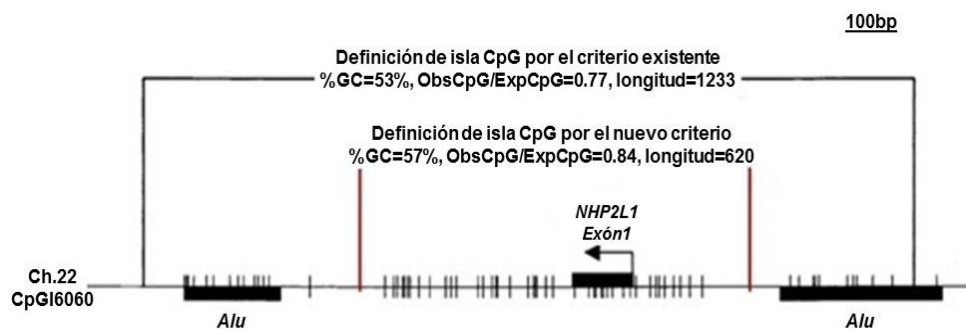 100bp
Definición de isla CpG por el criterio existente
%GC=53%, ObsCpG/ExpCpG=0.77, longitud=1233
Definición de isla CpG por el nuevo criterio
%GC=57%, ObsCpG/ExpCpG=0.84, longitud=620
NHP2L1
Exón1
Ch.22
CpGI6060
Alu
Alu